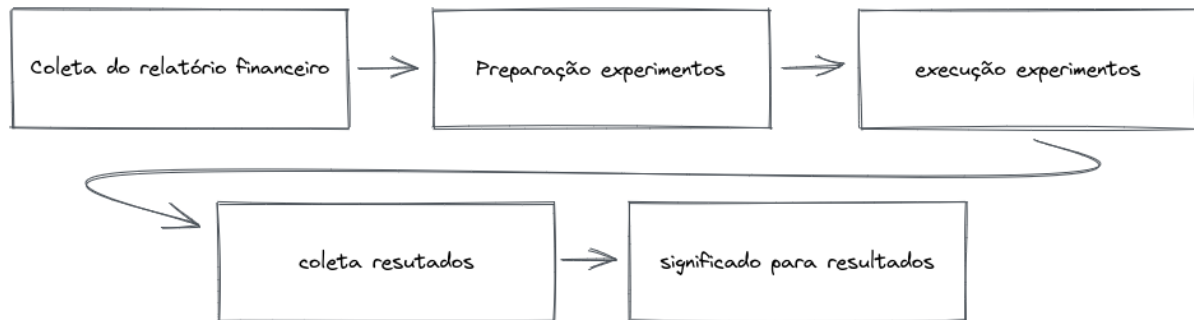 Coleta do relatório financeiro
Preparação experimentos
execução experimentos
coleta resutados
significado para resultados